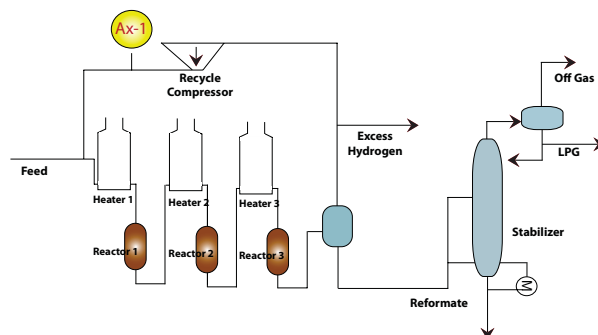 Ax-1
Recycle
Compressor
Off Gas
Excess
Hydrogen
LPG
Feed
Heater 1
Heater 2
Heater 3
Stabilizer
Reactor 1
Reactor 2
Reactor 3
M
Reformate